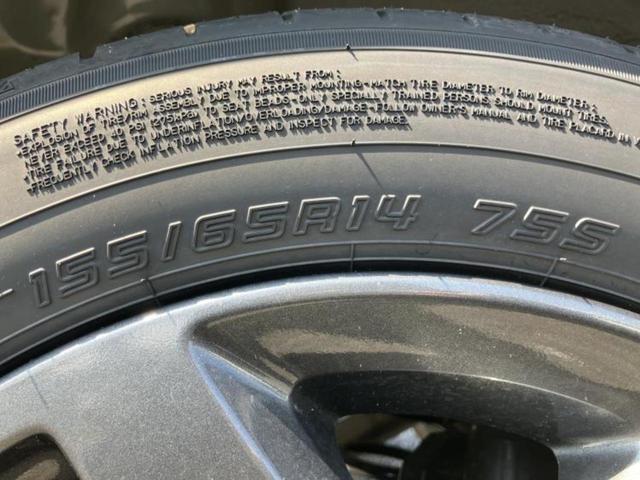 SAFETY WARNING: SERIOUS INJURY MAY RESULT FROM:
•EXPLOSION OF TIRE/RIM ASSEMBLY DUE TO IMPROPER MOUNTING-MATCH TIRE DIAMETER TO RIM DIAMETER;
NEVER EXCEED 40 PSI (275KPA) TO SEAT BEADS-ONLY SPECIALLY TRAINED PERSONS SHOULD MOUNT TIRES.
•TIRE FAILURE DUE TO UNDERINFLATION/OVERLOADING/DAMAGE-FOLLOW OWNER'S MANUAL AND TIRE PLACARD IN
•FREQUENTLY CHECK INFLATION PRESSURE AND INSPECT FOR DAMAGE.
155/65R14 75S